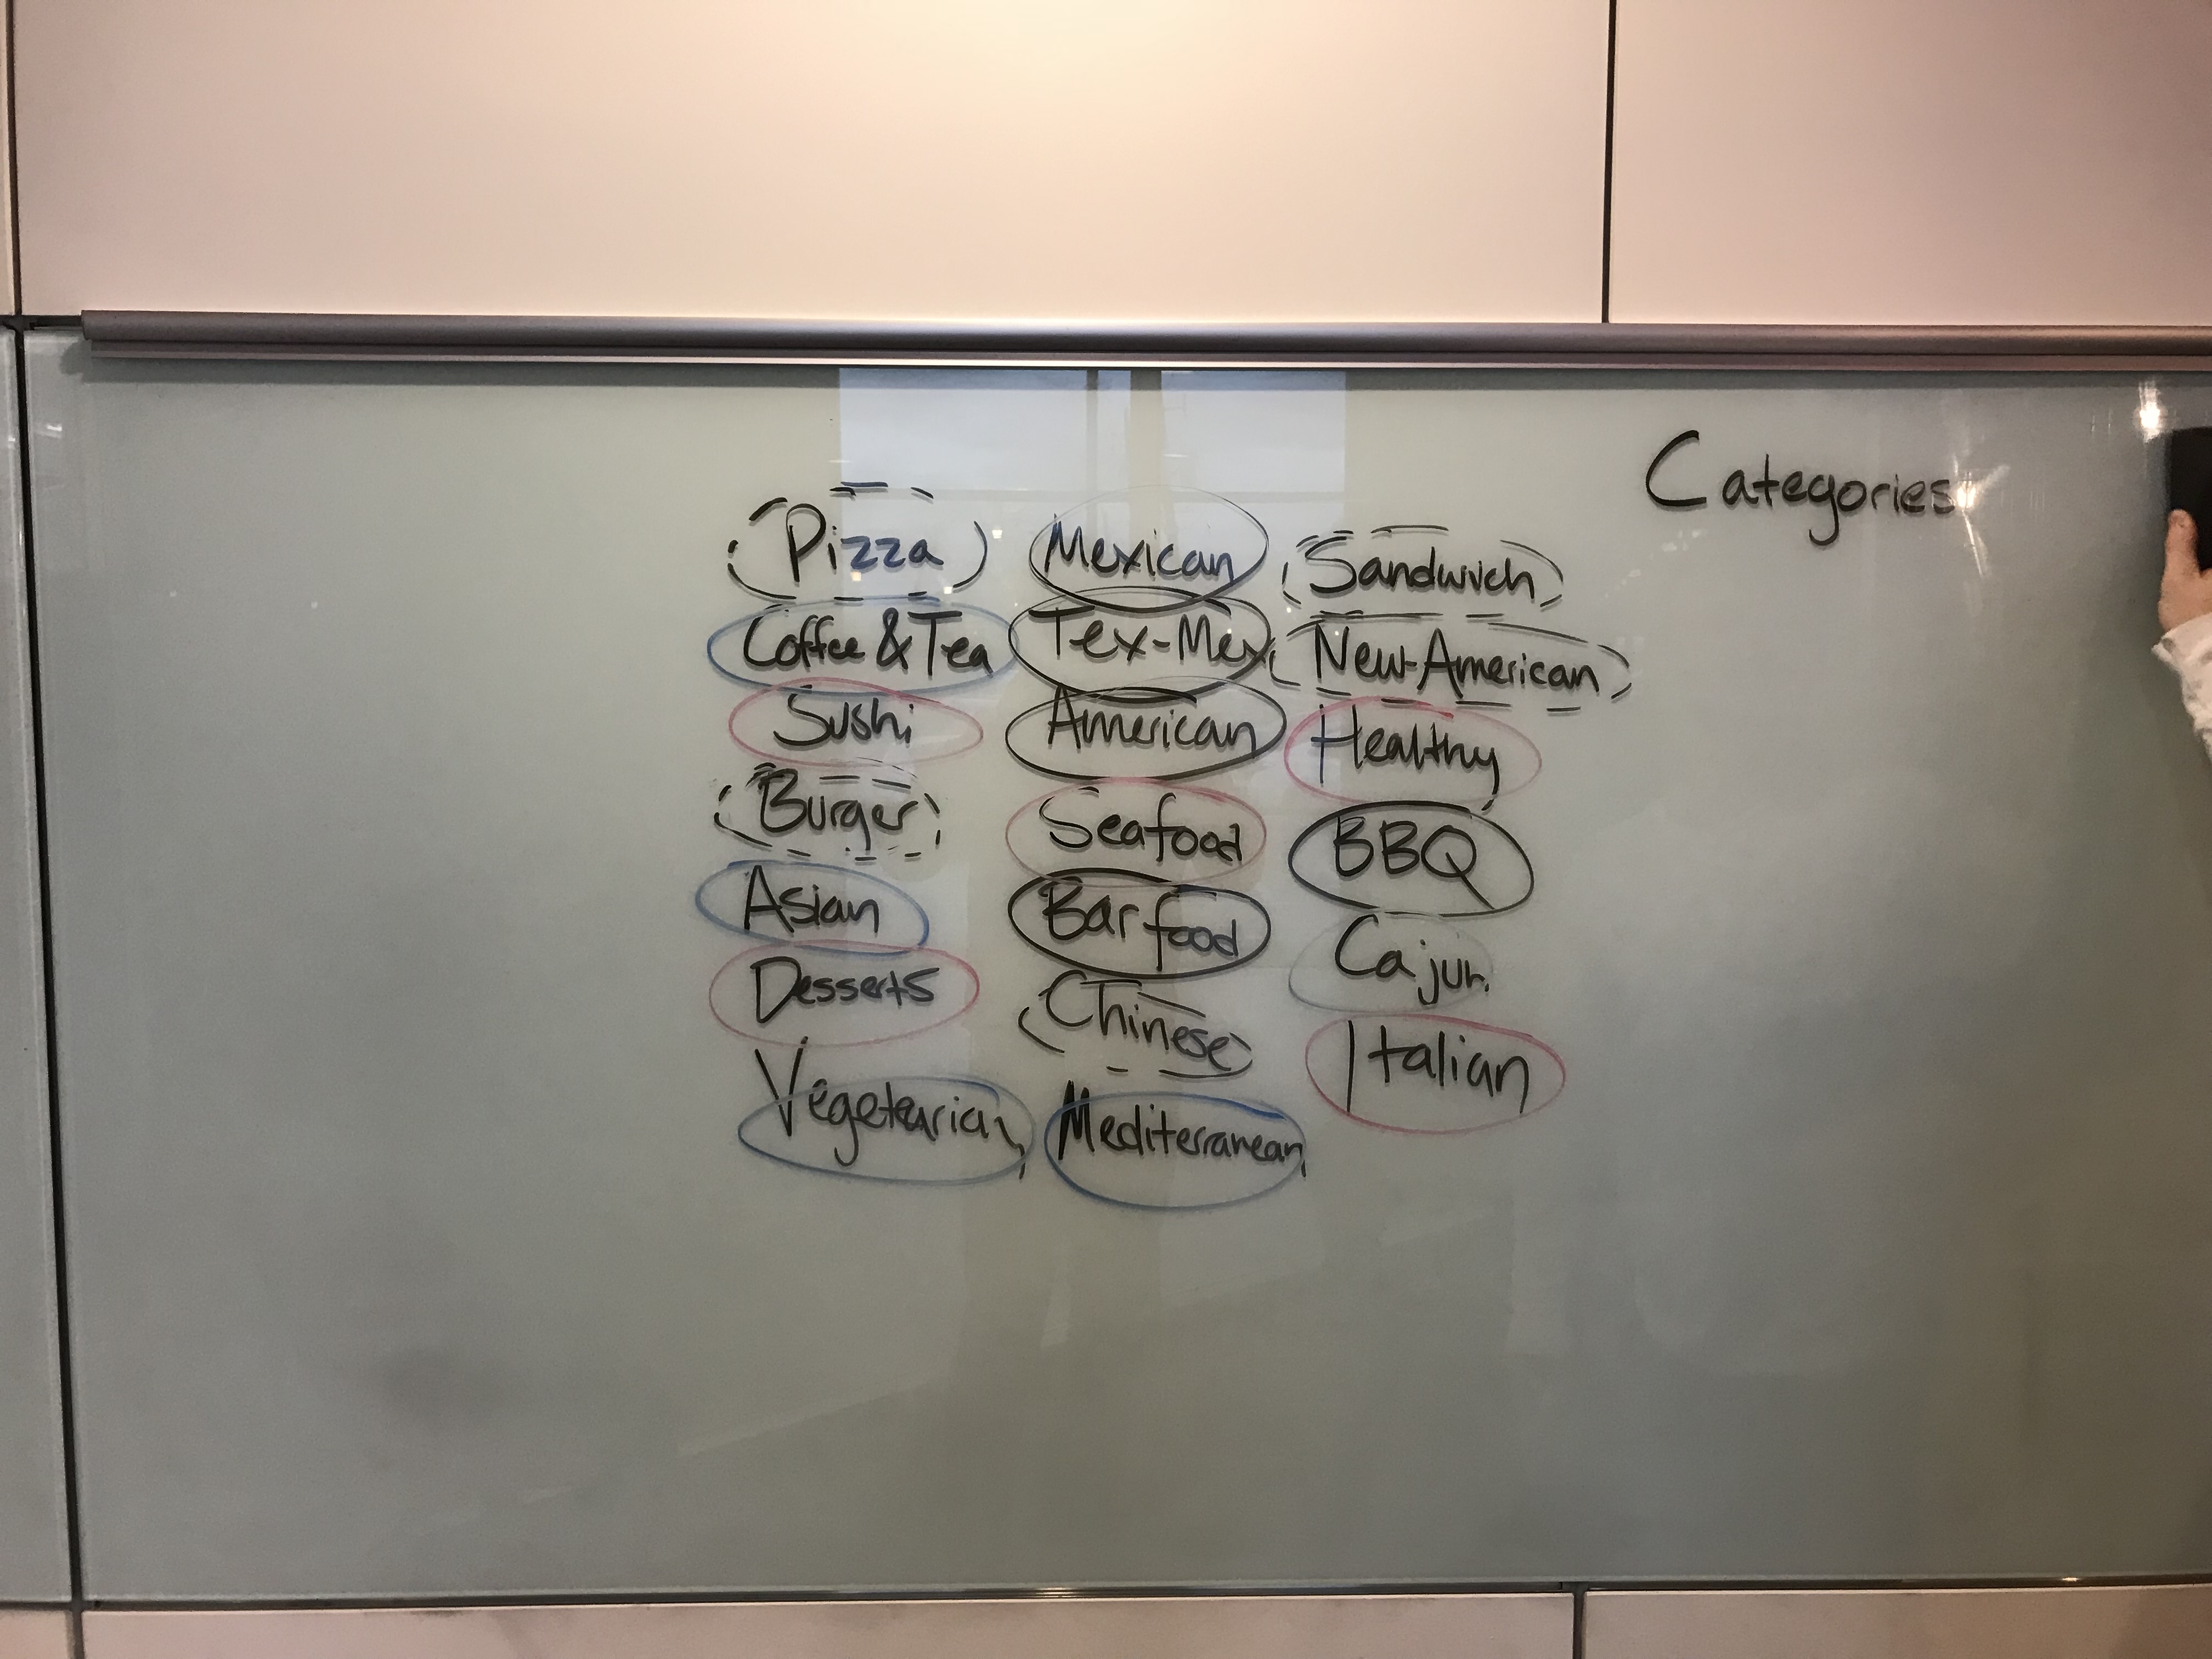 Categories
Pizza
Coffee & Tea
Sushi
Burger
Asian
Desserts
Vegetearian
Mexican
Tex-Mex
American
Seafood
Bar food
Chinese
Mediterranean
Sandwich
New-American
Healthy
BBQ
Cajun
Italian